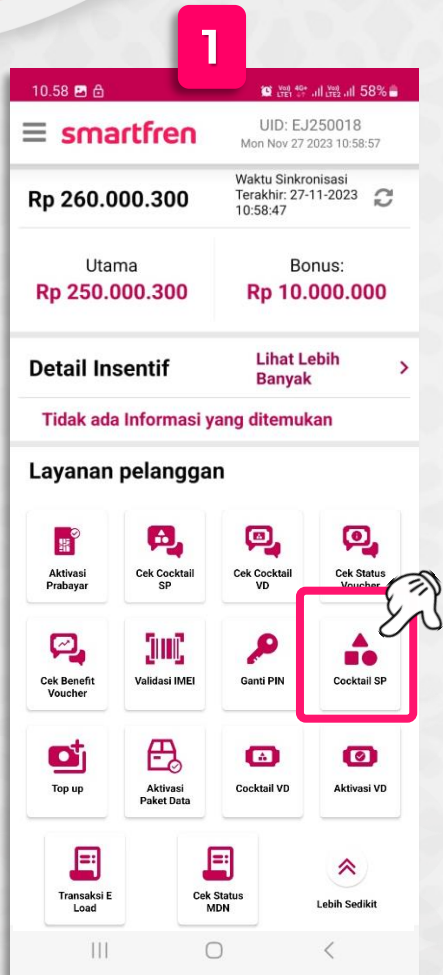 1
10.58 58%
smartfren
UID: EJ250018
Mon Nov 27 2023 10:58:57
Rp 260.000.300
Waktu Sinkronisasi
Terakhir: 27-11-2023
10:58:47
Utama
Rp 250.000.300
Bonus:
Rp 10.000.000
Detail Insentif
Lihat Lebih
Banyak
Tidak ada Informasi yang ditemukan
Layanan pelanggan
Aktivasi
Prabayar
Cek Cocktail
SP
Cek Cocktail
VD
Cek Status
Voucher
Cek Benefit
Voucher
Validasi IMEI
Ganti PIN
Cocktail SP
Top up
Aktivasi
Paket Data
Cocktail VD
Aktivasi VD
Transaksi E
Load
Cek Status
MDN
Lebih Sedikit